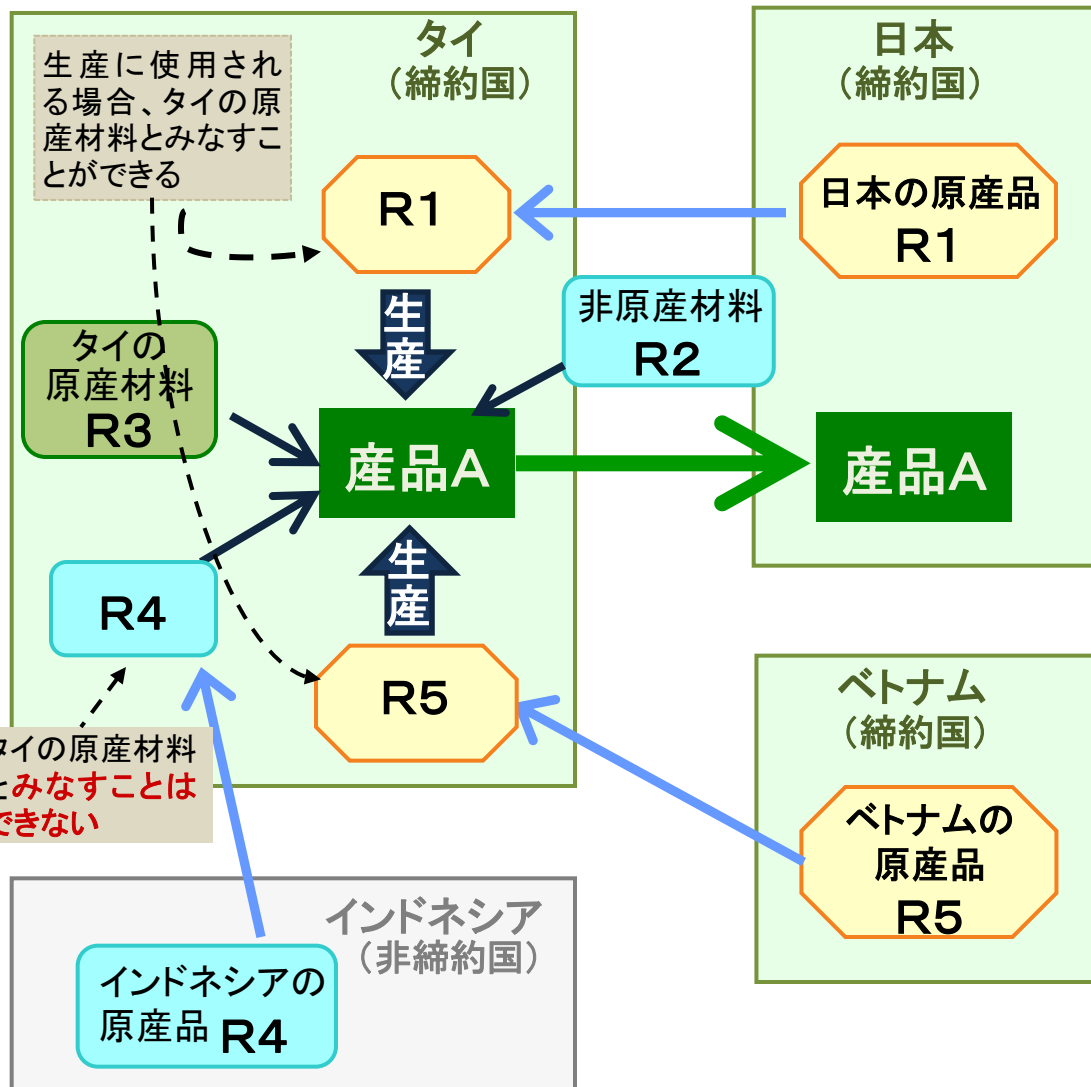 タイ
（締約国）
生産に使用され
る場合、タイの原
産材料とみなすこ
とができる
R1
生
産
タイの
原産材料
R3
非原産材料
R2
産品A
R4
生
産
R5
タイの原産材料
とみなすことは
できない
日本
（締約国）
日本の原産品
R1
産品A
ベトナム
（締約国）
ベトナムの
原産品
R5
インドネシア
（非締約国）
インドネシアの
原産品 R4